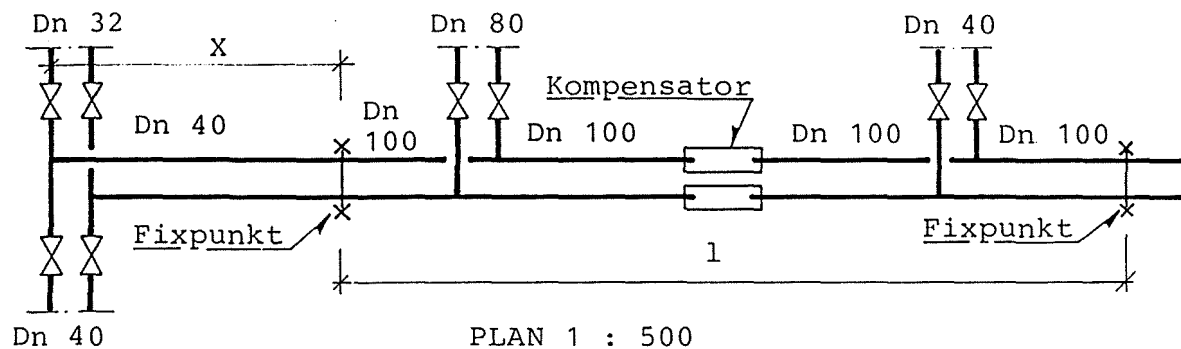 Dn 32
X
Dn 80
Dn 40
Kompensator
Dn 40
Dn
100
Dn 100
Dn 100
Dn 100
Fixpunkt
Fixpunkt
l
Dn 40
PLAN 1 : 500